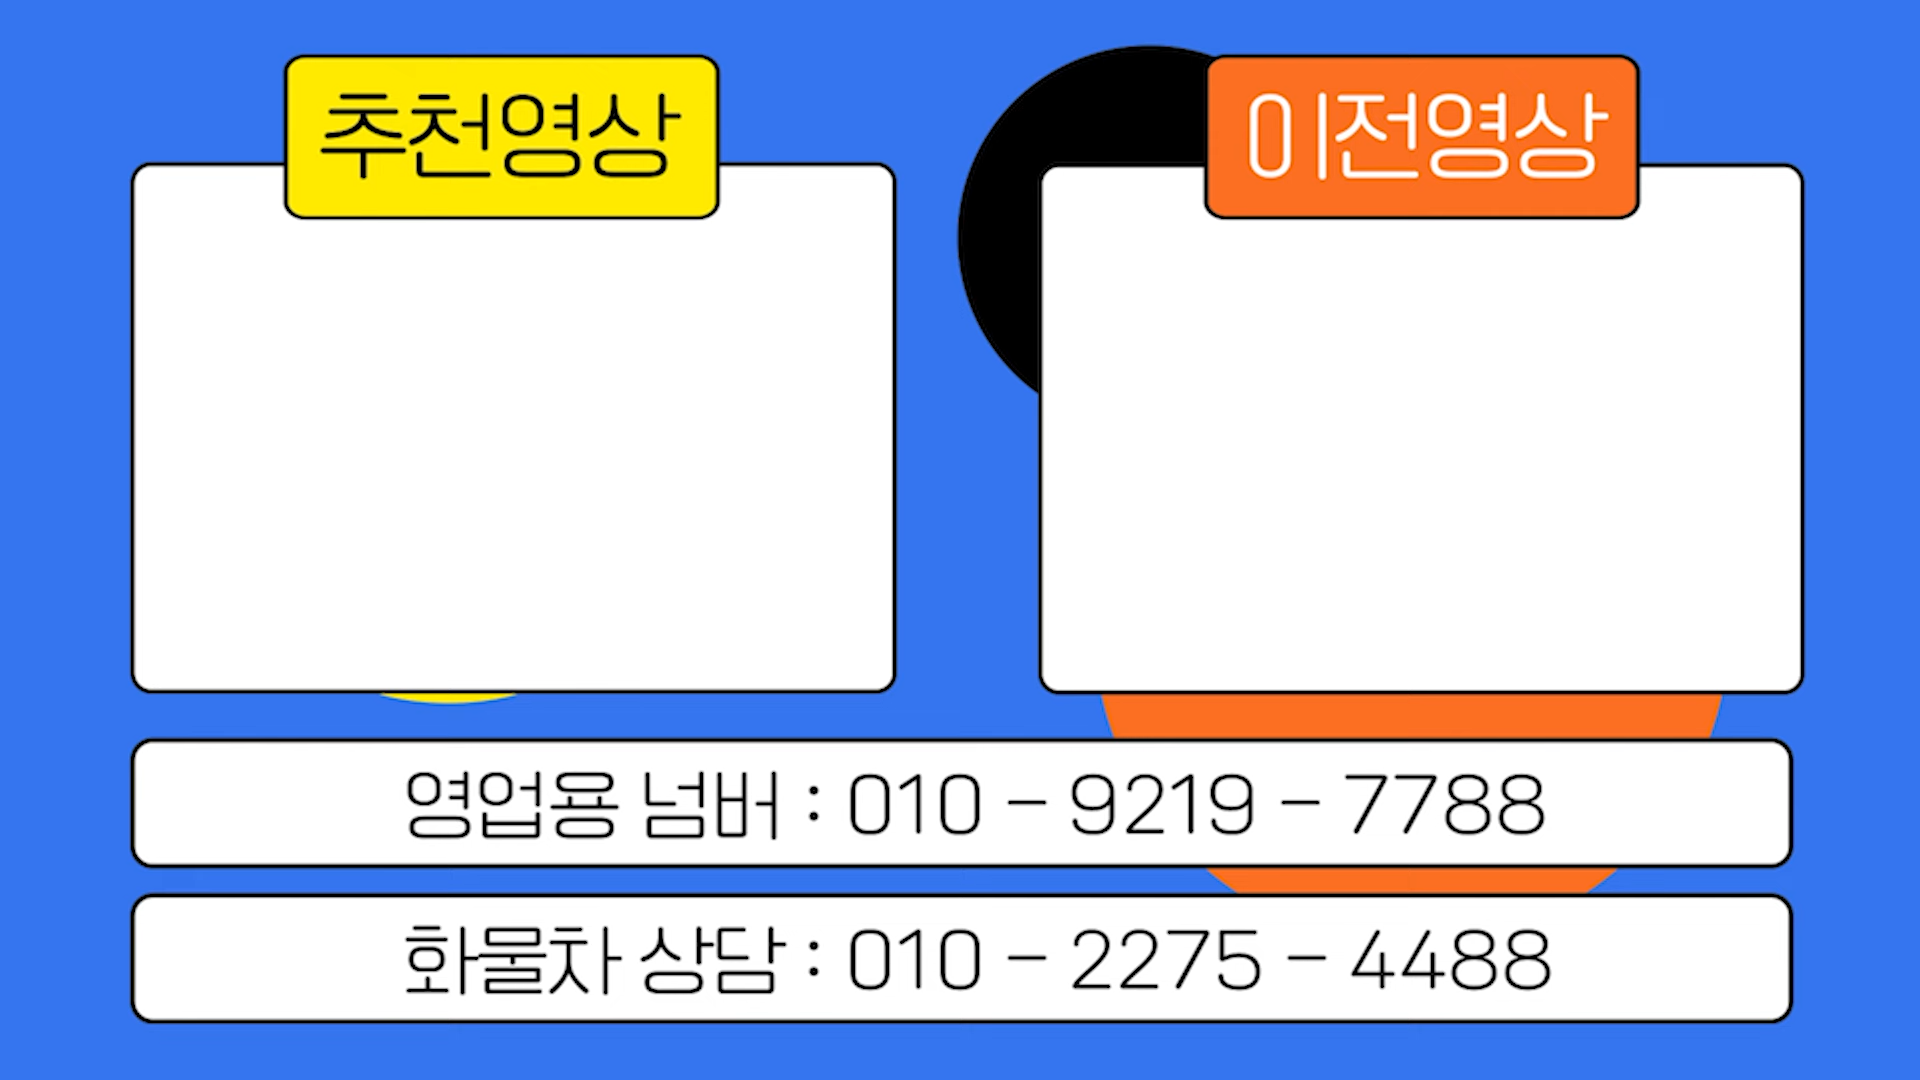 추천영상
이전영상
영업용 넘버 : 010 - 9219 - 7788
화물차 상담 : 010 - 2275 - 4488